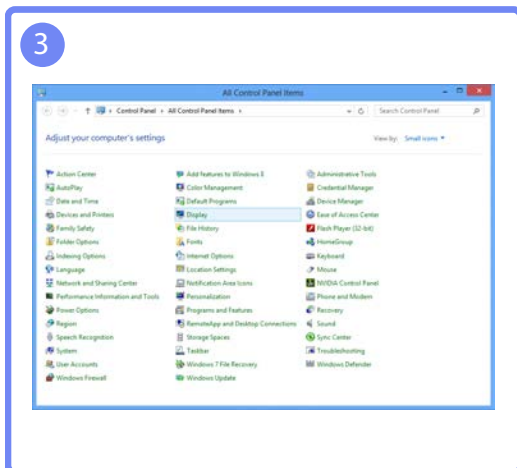 3
All Control Panel Items
Control Panel All Control Panel Items Search Control Panel
Adjust your computer's settings View by: Small icons
Action Center Add features to Windows 8 Administrative Tools
AutoPlay Color Management Credential Manager
Date and Time Default Programs Device Manager
Devices and Printers Display Ease of Access Center
Family Safety File History Flash Player (32-bit)
Folder Options Fonts HomeGroup
Indexing Options Internet Options Keyboard
Language Location Settings Mouse
Network and Sharing Center Notification Area Icons NVIDIA Control Panel
Performance Information and Tools Personalization Phone and Modem
Power Options Programs and Features Recovery
Region RemoteApp and Desktop Connections Sound
Speech Recognition Storage Spaces Sync Center
System Taskbar Troubleshooting
User Accounts Windows 7 File Recovery Windows Defender
Windows Firewall Windows Update